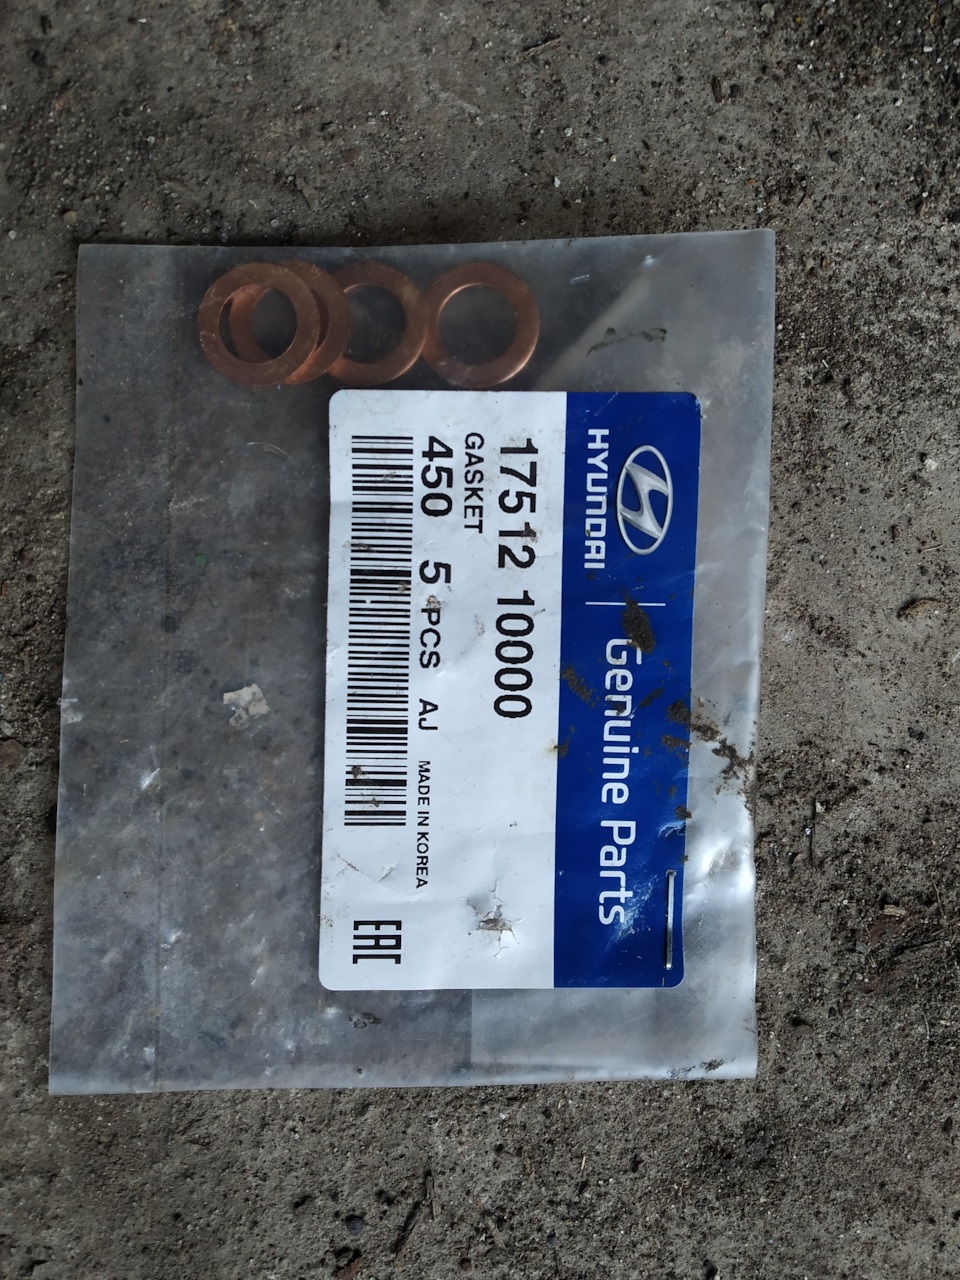 HYUNDAI | Genuine Parts
17512 10000
GASKET
450 5 PCS AJ MADE IN KOREA
EAC